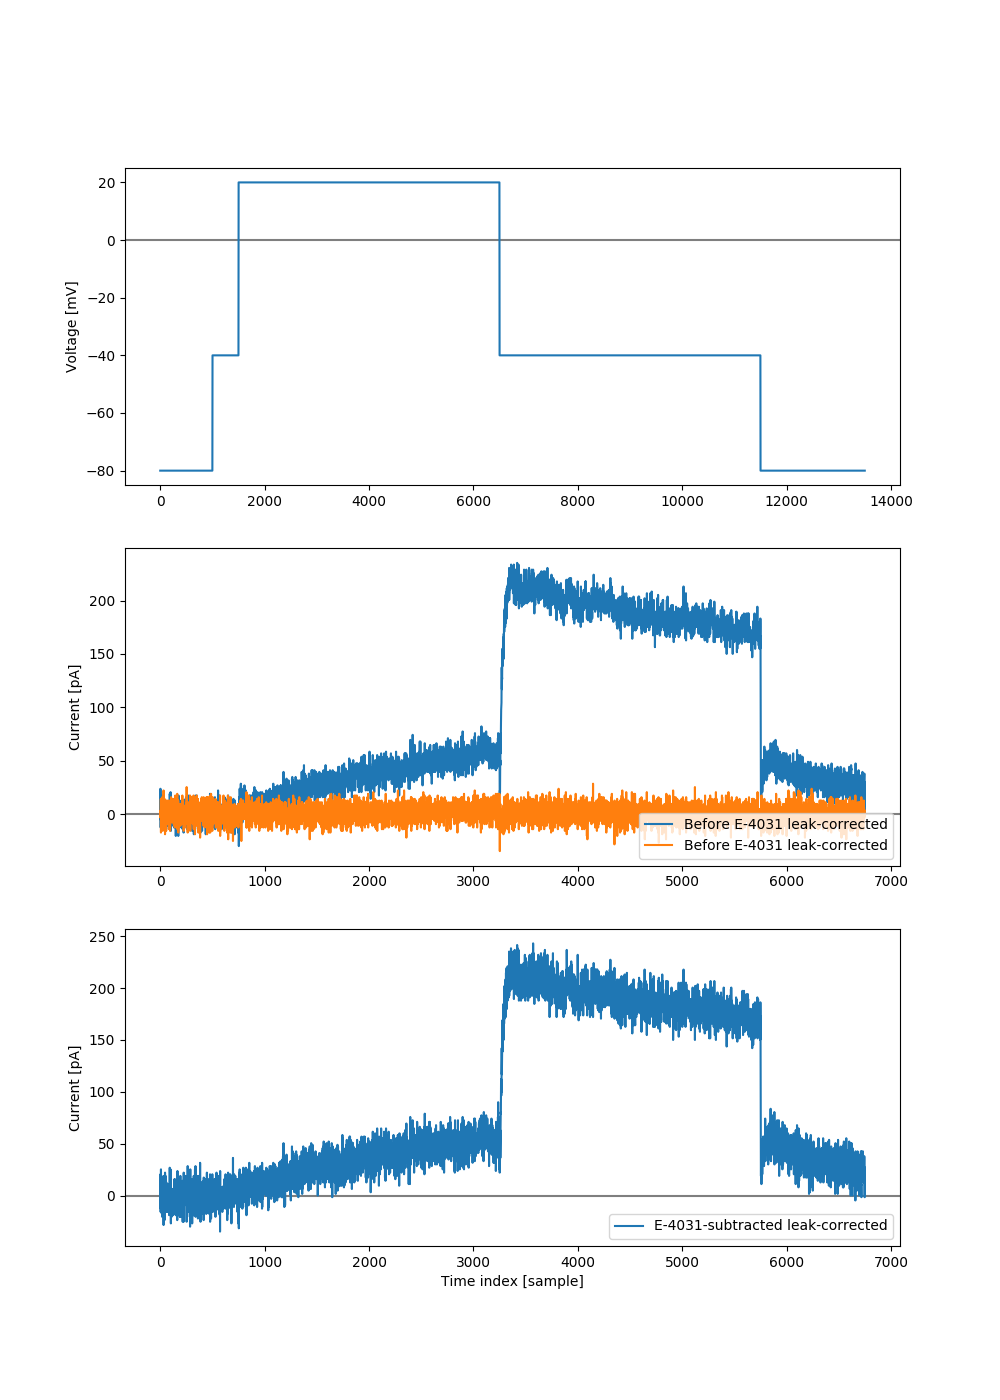 20
0
−20
−40
−60
−80
Voltage [mV]
0 2000 4000 6000 8000 10000 12000 14000
200
150
100
50
0
Current [pA]
Before E-4031 leak-corrected
Before E-4031 leak-corrected
0 1000 2000 3000 4000 5000 6000 7000
250
200
150
100
50
0
Current [pA]
E-4031-subtracted leak-corrected
0 1000 2000 3000 4000 5000 6000 7000
Time index [sample]